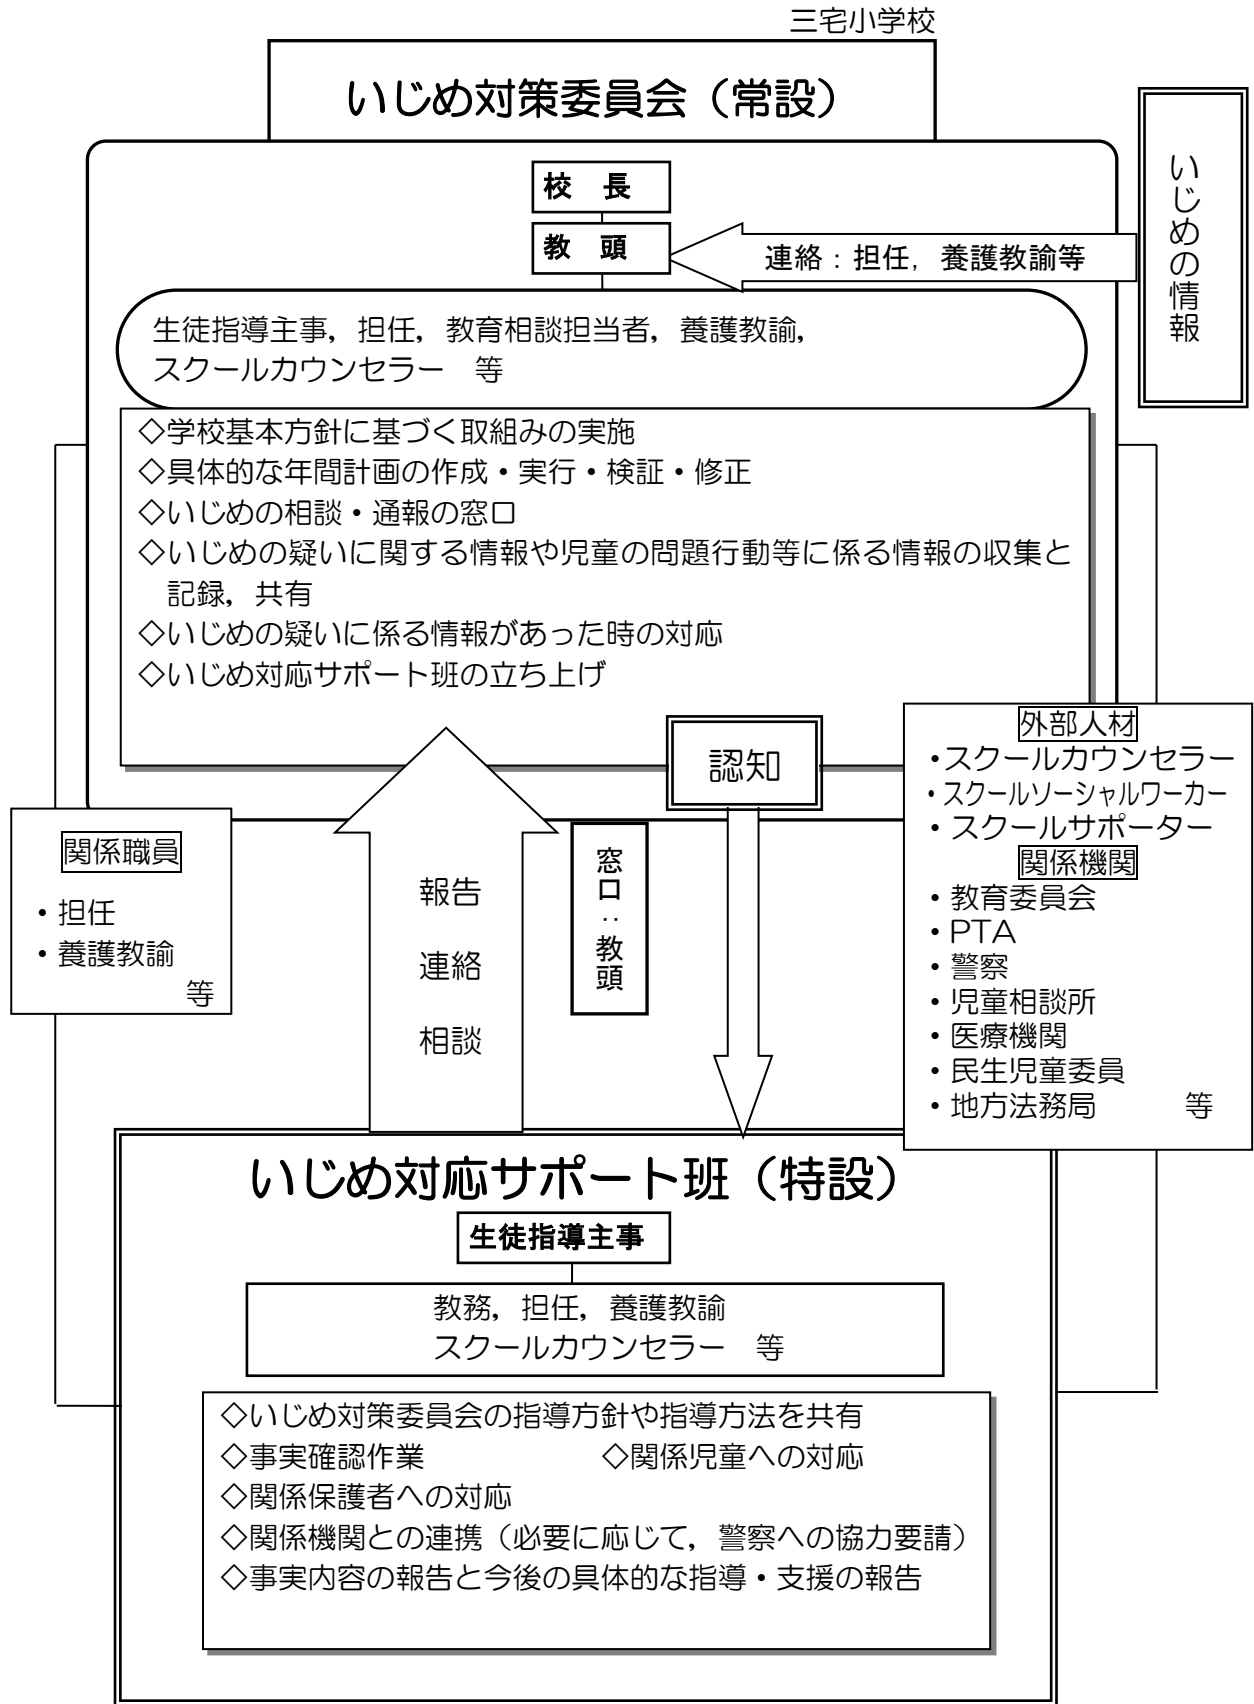 三宅小学校
いじめ対策委員会（常設）
いじめの情報
校　長
教　頭
連絡：担任，養護教諭等
生徒指導主事，担任，教育相談担当者，養護教諭，
スクールカウンセラー　等
◇学校基本方針に基づく取組みの実施
◇具体的な年間計画の作成・実行・検証・修正
◇いじめの相談・通報の窓口
◇いじめの疑いに関する情報や児童の問題行動等に係る情報の収集と
記録，共有
◇いじめの疑いに係る情報があった時の対応
◇いじめ対応サポート班の立ち上げ
認知
関係職員
・担任
・養護教諭
等
報告
連絡
相談
窓口：教頭
外部人材
・スクールカウンセラー
・スクールソーシャルワーカー
・スクールサポーター
関係機関
・教育委員会
・PTA
・警察
・児童相談所
・医療機関
・民生児童委員
・地方法務局　　　等
いじめ対応サポート班（特設）
生徒指導主事
教務，担任，養護教諭
スクールカウンセラー　等
◇いじめ対策委員会の指導方針や指導方法を共有
◇事実確認作業　　　　　　◇関係児童への対応
◇関係保護者への対応
◇関係機関との連携（必要に応じて，警察への協力要請）
◇事実内容の報告と今後の具体的な指導・支援の報告